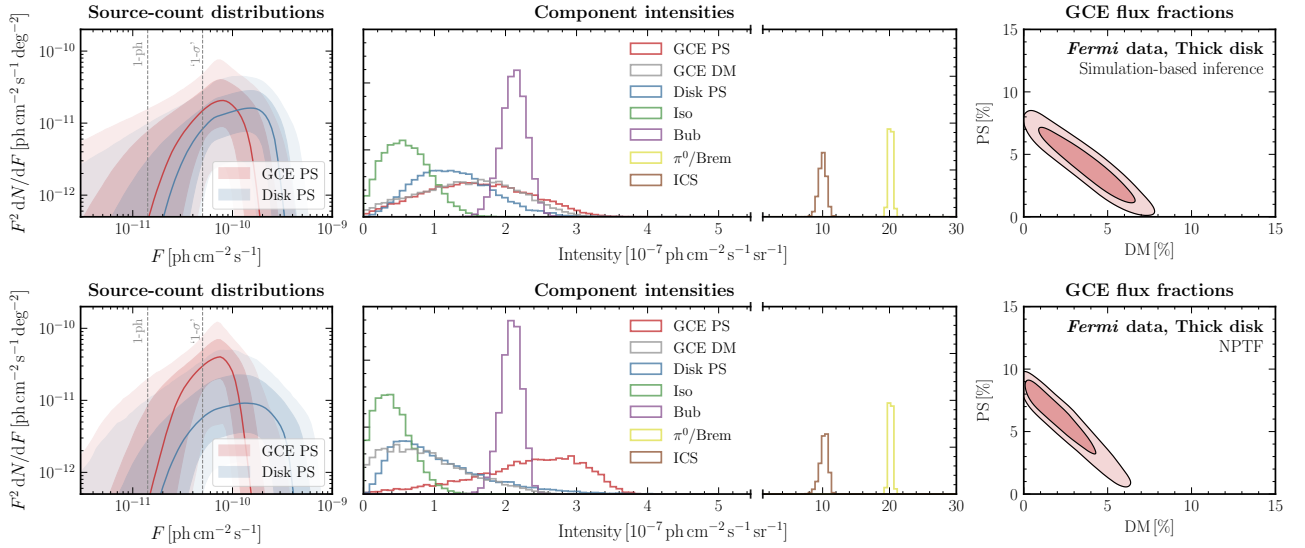 Source-count distributions
F² dN/dF [ph cm⁻² s⁻¹ deg⁻²]
10⁻¹⁰
10⁻¹¹
10⁻¹²
1-ph
'1-σ'
GCE PS
Disk PS
10⁻¹¹
10⁻¹⁰
10⁻⁹
F [ph cm⁻² s⁻¹]
Component intensities
GCE PS
GCE DM
Disk PS
Iso
Bub
π⁰/Brem
ICS
0
1
2
3
4
5
10
20
30
Intensity [10⁻⁷ ph cm⁻² s⁻¹ sr⁻¹]
GCE flux fractions
Fermi data, Thick disk
Simulation-based inference
PS [%]
15
10
5
0
0
5
10
15
DM [%]
Source-count distributions
F² dN/dF [ph cm⁻² s⁻¹ deg⁻²]
10⁻¹⁰
10⁻¹¹
10⁻¹²
1-ph
'1-σ'
GCE PS
Disk PS
10⁻¹¹
10⁻¹⁰
10⁻⁹
F [ph cm⁻² s⁻¹]
Component intensities
GCE PS
GCE DM
Disk PS
Iso
Bub
π⁰/Brem
ICS
0
1
2
3
4
5
10
20
30
Intensity [10⁻⁷ ph cm⁻² s⁻¹ sr⁻¹]
GCE flux fractions
Fermi data, Thick disk
NPTF
PS [%]
15
10
5
0
0
5
10
15
DM [%]